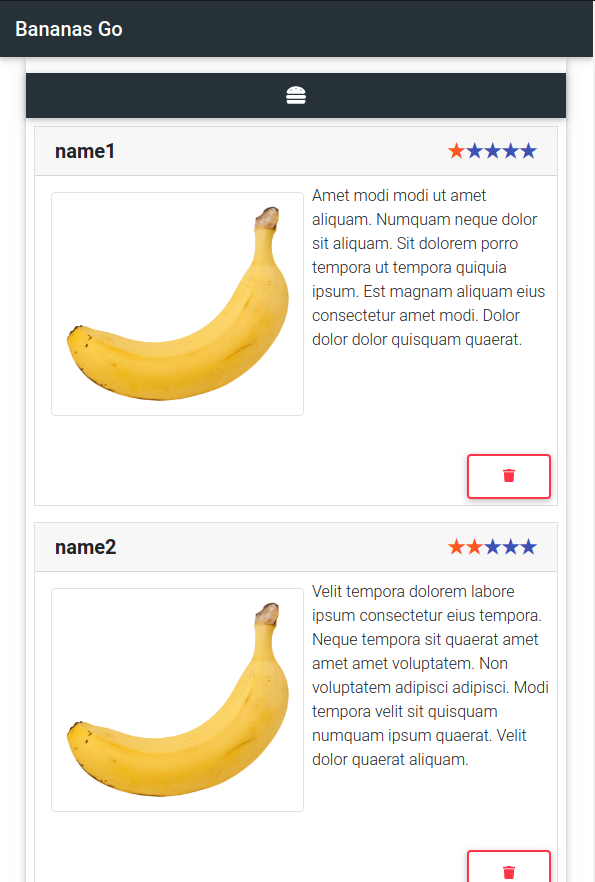 Bananas Go
name1
Amet modi modi ut amet
aliquam. Numquam neque dolor
sit aliquam. Sit dolorem porro
tempora ut tempora quiquia
ipsum. Est magnam aliquam eius
consectetur amet modi. Dolor
dolor dolor quisquam quaerat.
name2
Velit tempora dolorem labore
ipsum consectetur eius tempora.
Neque tempora sit quaerat amet
amet amet voluptatem. Non
voluptatem adipisci adipisci. Modi
tempora velit sit quisquam
numquam ipsum quaerat. Velit
dolor quaerat aliquam.